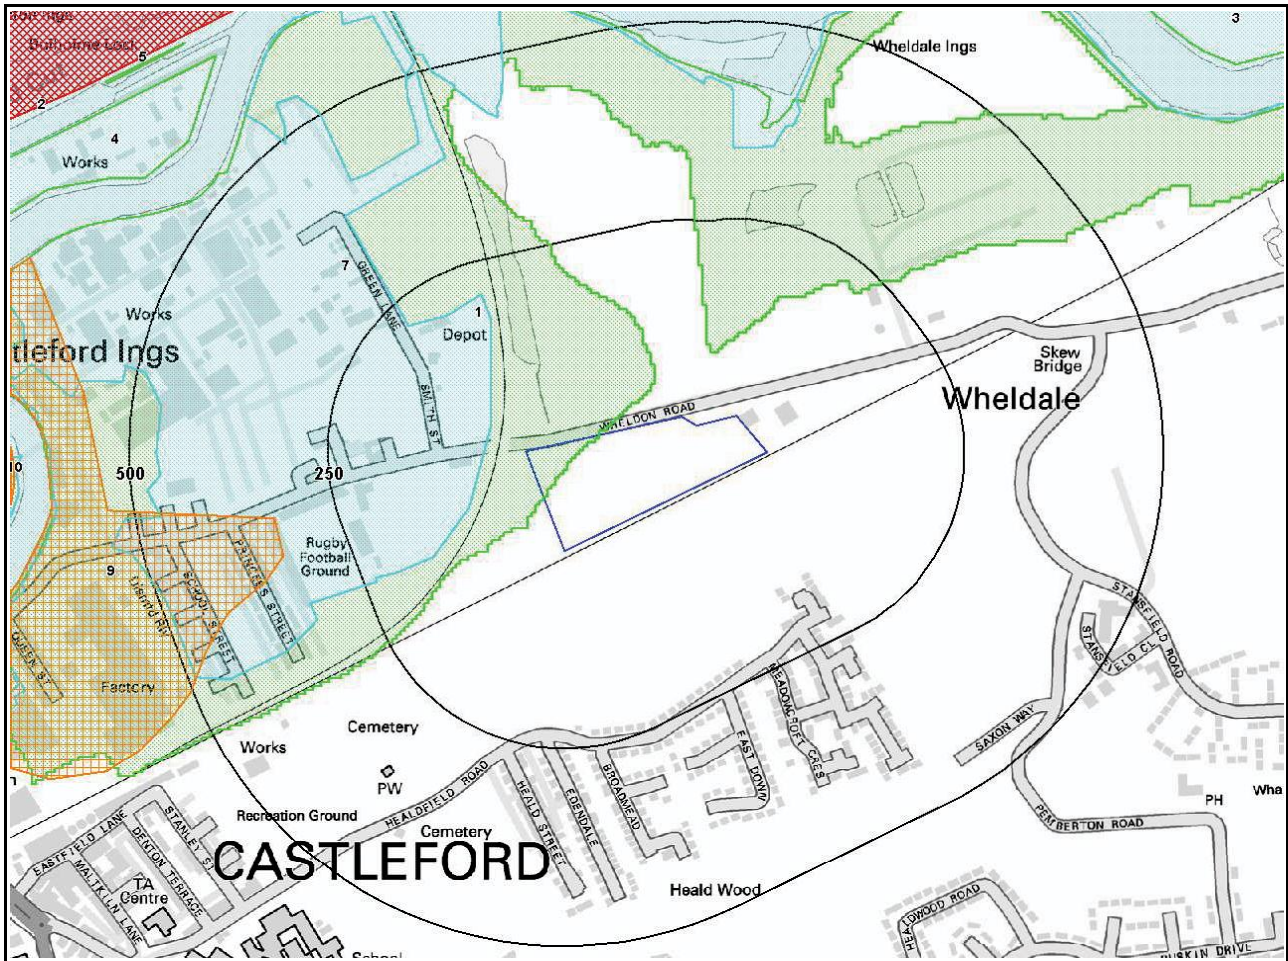 3
Wheldale Ings
5
2
4
Works
7
GREEN LANE
1
Works
Depot
tleford Ings
Skew
Bridge
Wheldale
SMITH ST
WHELDON ROAD
10
500
250
Rugby
Football
Ground
PRINCESS STREET
9
SCHOOL STREET
STANSFIELD ROAD
STANSFIELD CL
QUEEN ST
Factory
MEADOWCROFT CRES
SAXON WAY
Cemetery
Works
EAST DOWN
PW
HEALDFIELD ROAD
BROADMEAD
HEALD STREET
EDENDALE
PH
Wha
Recreation Ground
Cemetery
PEMBERTON ROAD
EASTFIELD LANE
STANLEY ST
DENTON TERRACE
MALTKILN LANE
CASTLEFORD
TA
Centre
Heald Wood
HEALDWOOD ROAD
School
RUSKIN DRIVE